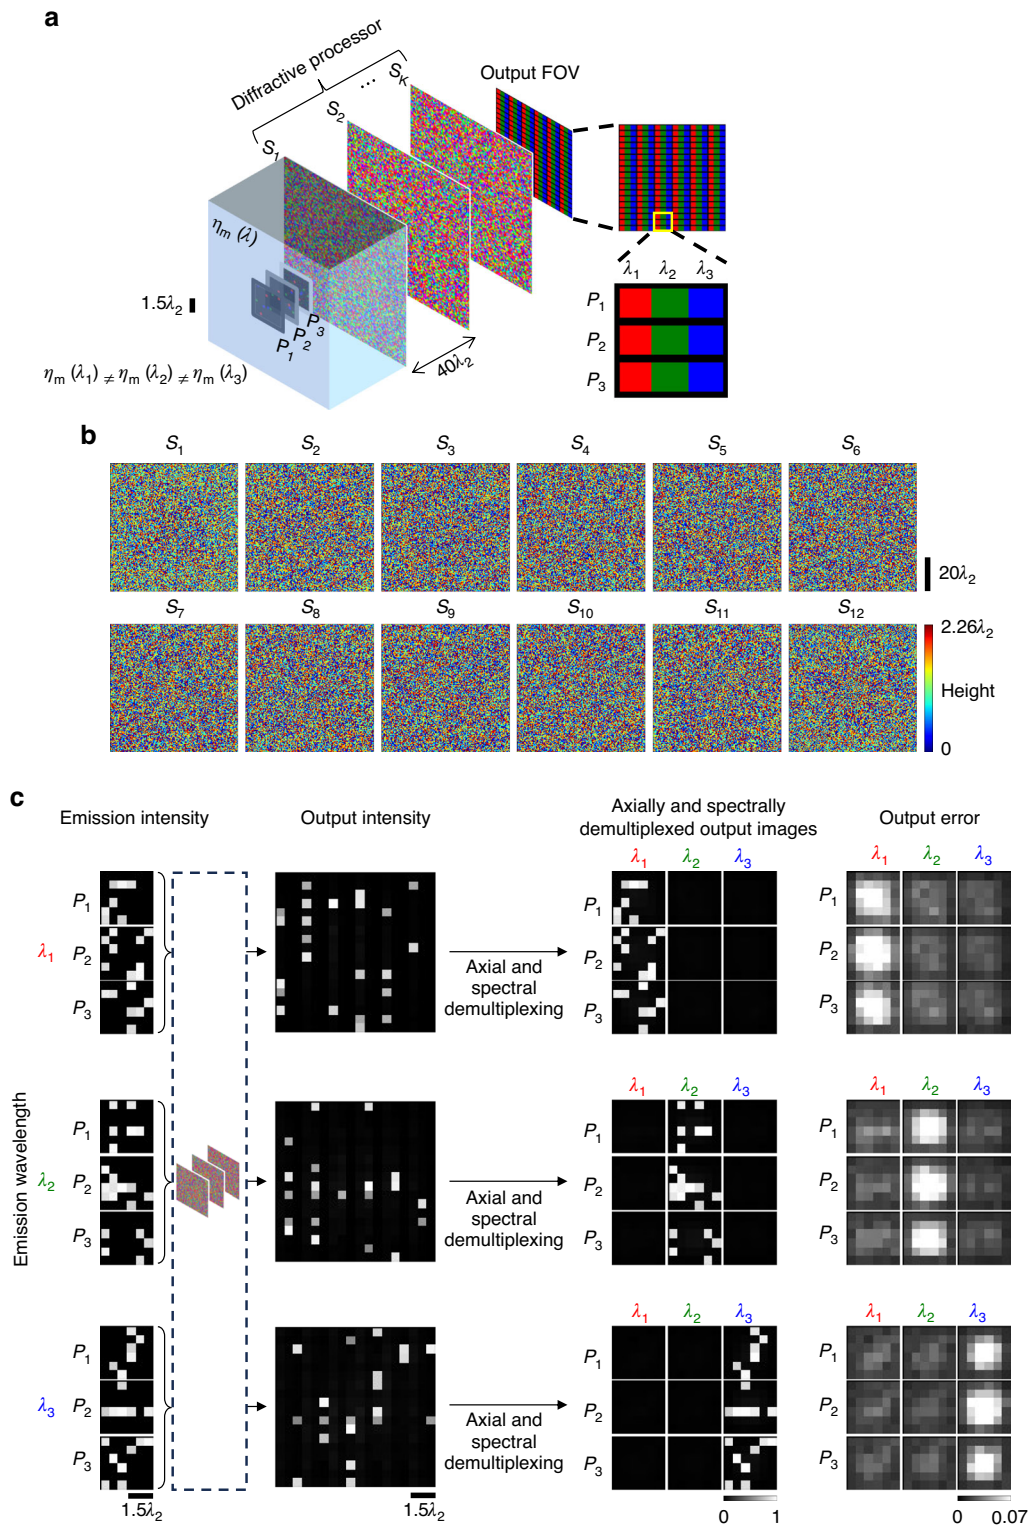 a
Diffractive processor
S1
S2
...
SK
Output FOV
ηm (λ)
1.5λ2
P1
P2
P3
40λ2
ηm (λ1) ≠ ηm (λ2) ≠ ηm (λ3)
λ1 λ2 λ3
P1
P2
P3
b
S1 S2 S3 S4 S5 S6
20λ2
S7 S8 S9 S10 S11 S12
2.26λ2
Height
0
c
Emission intensity
Output intensity
Axially and spectrally
demultiplexed output images
Output error
Emission wavelength
λ1
P1
P2
P3
Axial and
spectral
demultiplexing
λ1 λ2 λ3
P1
P2
P3
λ1 λ2 λ3
P1
P2
P3
λ2
P1
P2
P3
Axial and
spectral
demultiplexing
λ1 λ2 λ3
P1
P2
P3
λ1 λ2 λ3
P1
P2
P3
λ3
P1
P2
P3
Axial and
spectral
demultiplexing
λ1 λ2 λ3
P1
P2
P3
λ1 λ2 λ3
P1
P2
P3
1.5λ2
1.5λ2
0 1
0 0.07